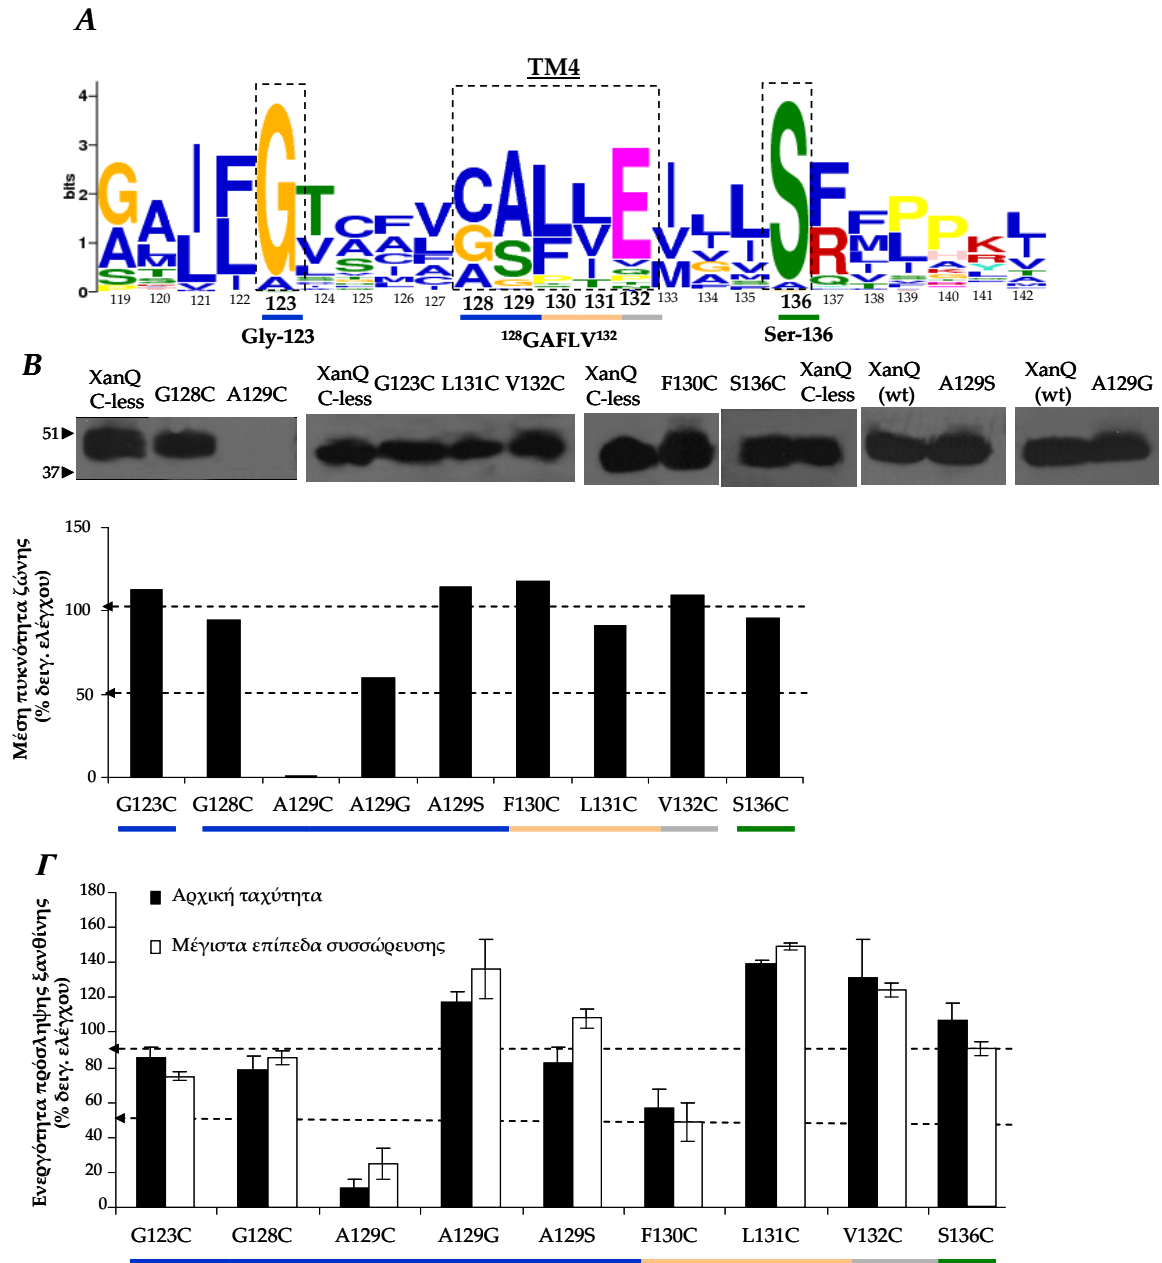 A
TM4
4
3
2
1
0
bits
119 120 121 122 123 124 125 126 127 128 129 130 131 132 133 134 135 136 137 138 139 140 141 142
Gly-123 ¹²⁸GAFLV¹³² Ser-136
B
XanQ C-less G128C A129C
XanQ C-less G123C L131C V132C
XanQ C-less F130C
S136C XanQ C-less
XanQ (wt) A129S
XanQ (wt) A129G
51
37
Μέση πυκνότητα ζώνης
(% δειγ. ελέγχου)
150
100
50
0
G123C G128C A129C A129G A129S F130C L131C V132C S136C
Γ
Ενεργότητα πρόσληψης ξανθίνης
(% δειγ. ελέγχου)
180
160
140
120
100
80
60
40
20
0
Αρχική ταχύτητα
Μέγιστα επίπεδα συσσώρευσης
G123C G128C A129C A129G A129S F130C L131C V132C S136C